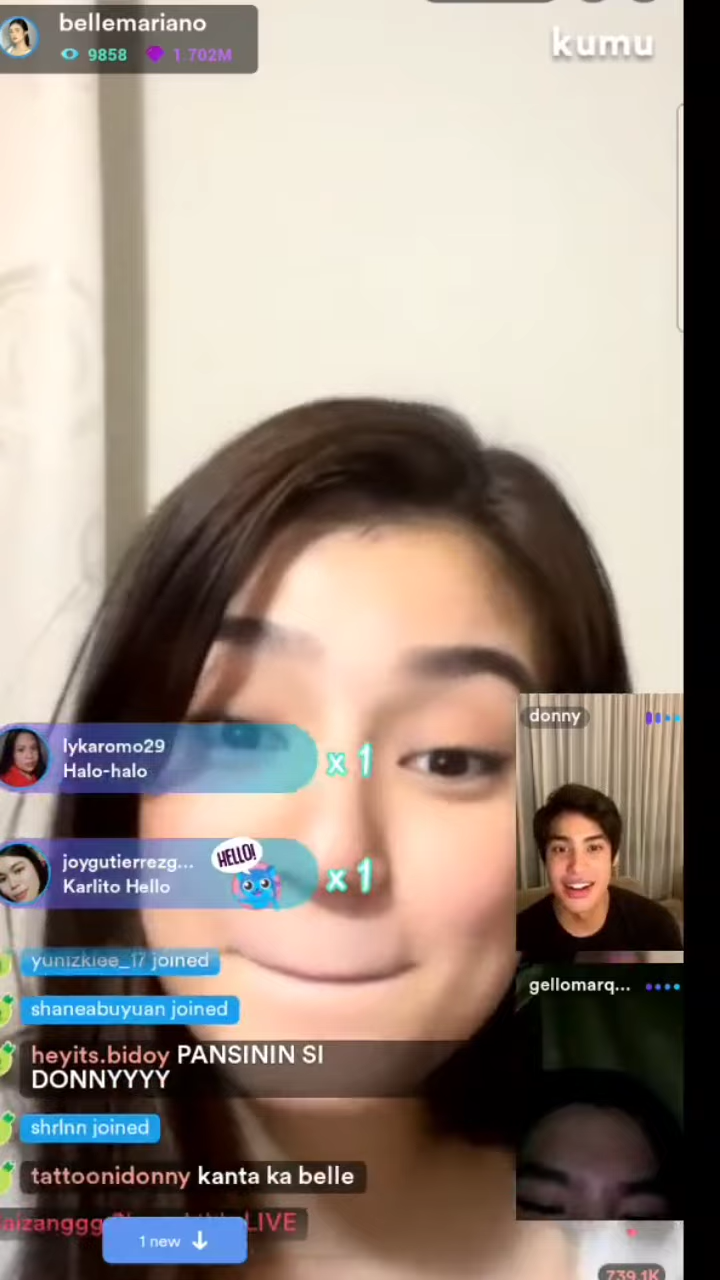 bellemariano
9858 1.702M
kumu
donny
lykaromo29
Halo-halo
x 1
HELLO!
joygutierrezg...
Karlito Hello
x 1
yunizklee_17 joined
gellomarq...
shaneabuyuan joined
heyits.bidoy PANSININ SI
DONNYYYY
shrlnn joined
tattoonidonny kanta ka belle
LIVE
1 new
739.1K